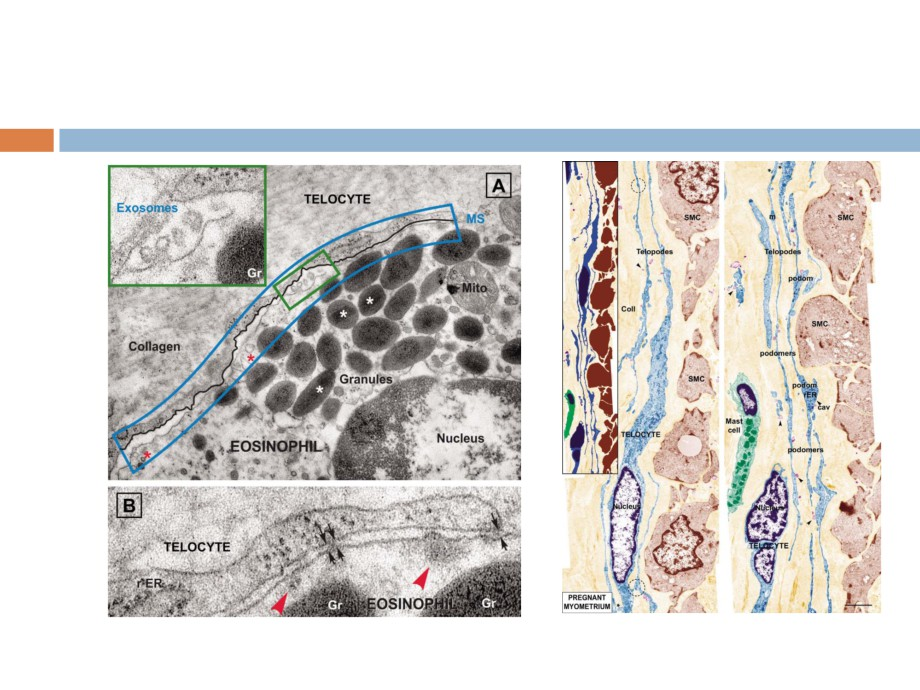 A
TELOCYTE
Exosomes
MS
Gr
Mito
Collagen
*
*
*
*
Granules
*
EOSINOPHIL
Nucleus
B
TELOCYTE
rER
Gr
EOSINOPHIL
Gr
SMC
Telopodes
Coll
SMC
TELOCYTE
Nucleus
PREGNANT
MYOMETRIUM
m
SMC
Telopodes
podom
SMC
podomers
podom
rER
cav
Mast
cell
podomers
Nucleus
TELOCYTE